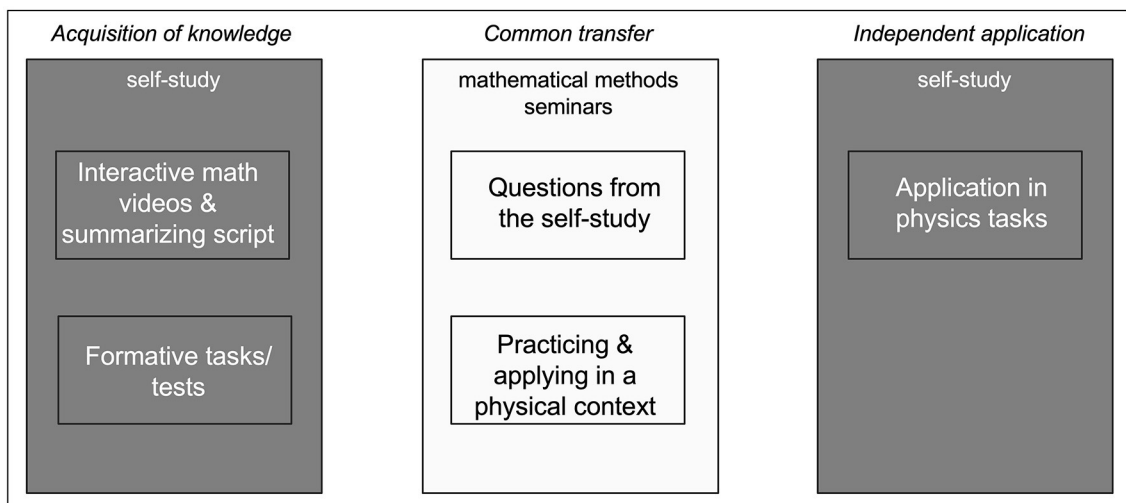 Acquisition of knowledge
self-study
Interactive math
videos &
summarizing script
Formative tasks/
tests
Common transfer
mathematical methods
seminars
Questions from
the self-study
Practicing &
applying in a
physical context
Independent application
self-study
Application in
physics tasks